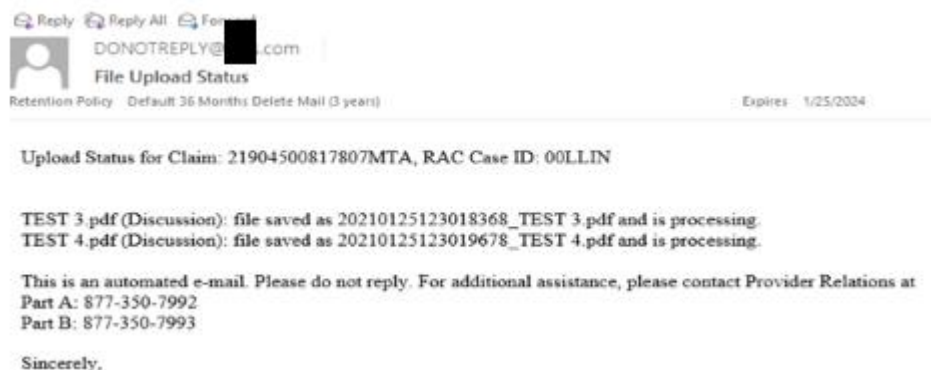 Reply Reply All
DONOTREPLY@ .com
File Upload Status
Retention Policy Default 36 Months Delete Mail (3 years) Expires 1/25/2024
Upload Status for Claim: 21904500817807MTA, RAC Case ID: 00LLIN
TEST 3.pdf (Discussion): file saved as 20210125123018368_TEST 3.pdf and is processing.
TEST 4.pdf (Discussion): file saved as 20210125123019678_TEST 4.pdf and is processing.
This is an automated e-mail. Please do not reply. For additional assistance, please contact Provider Relations at
Part A: 877-350-7992
Part B: 877-350-7993
Sincerely,